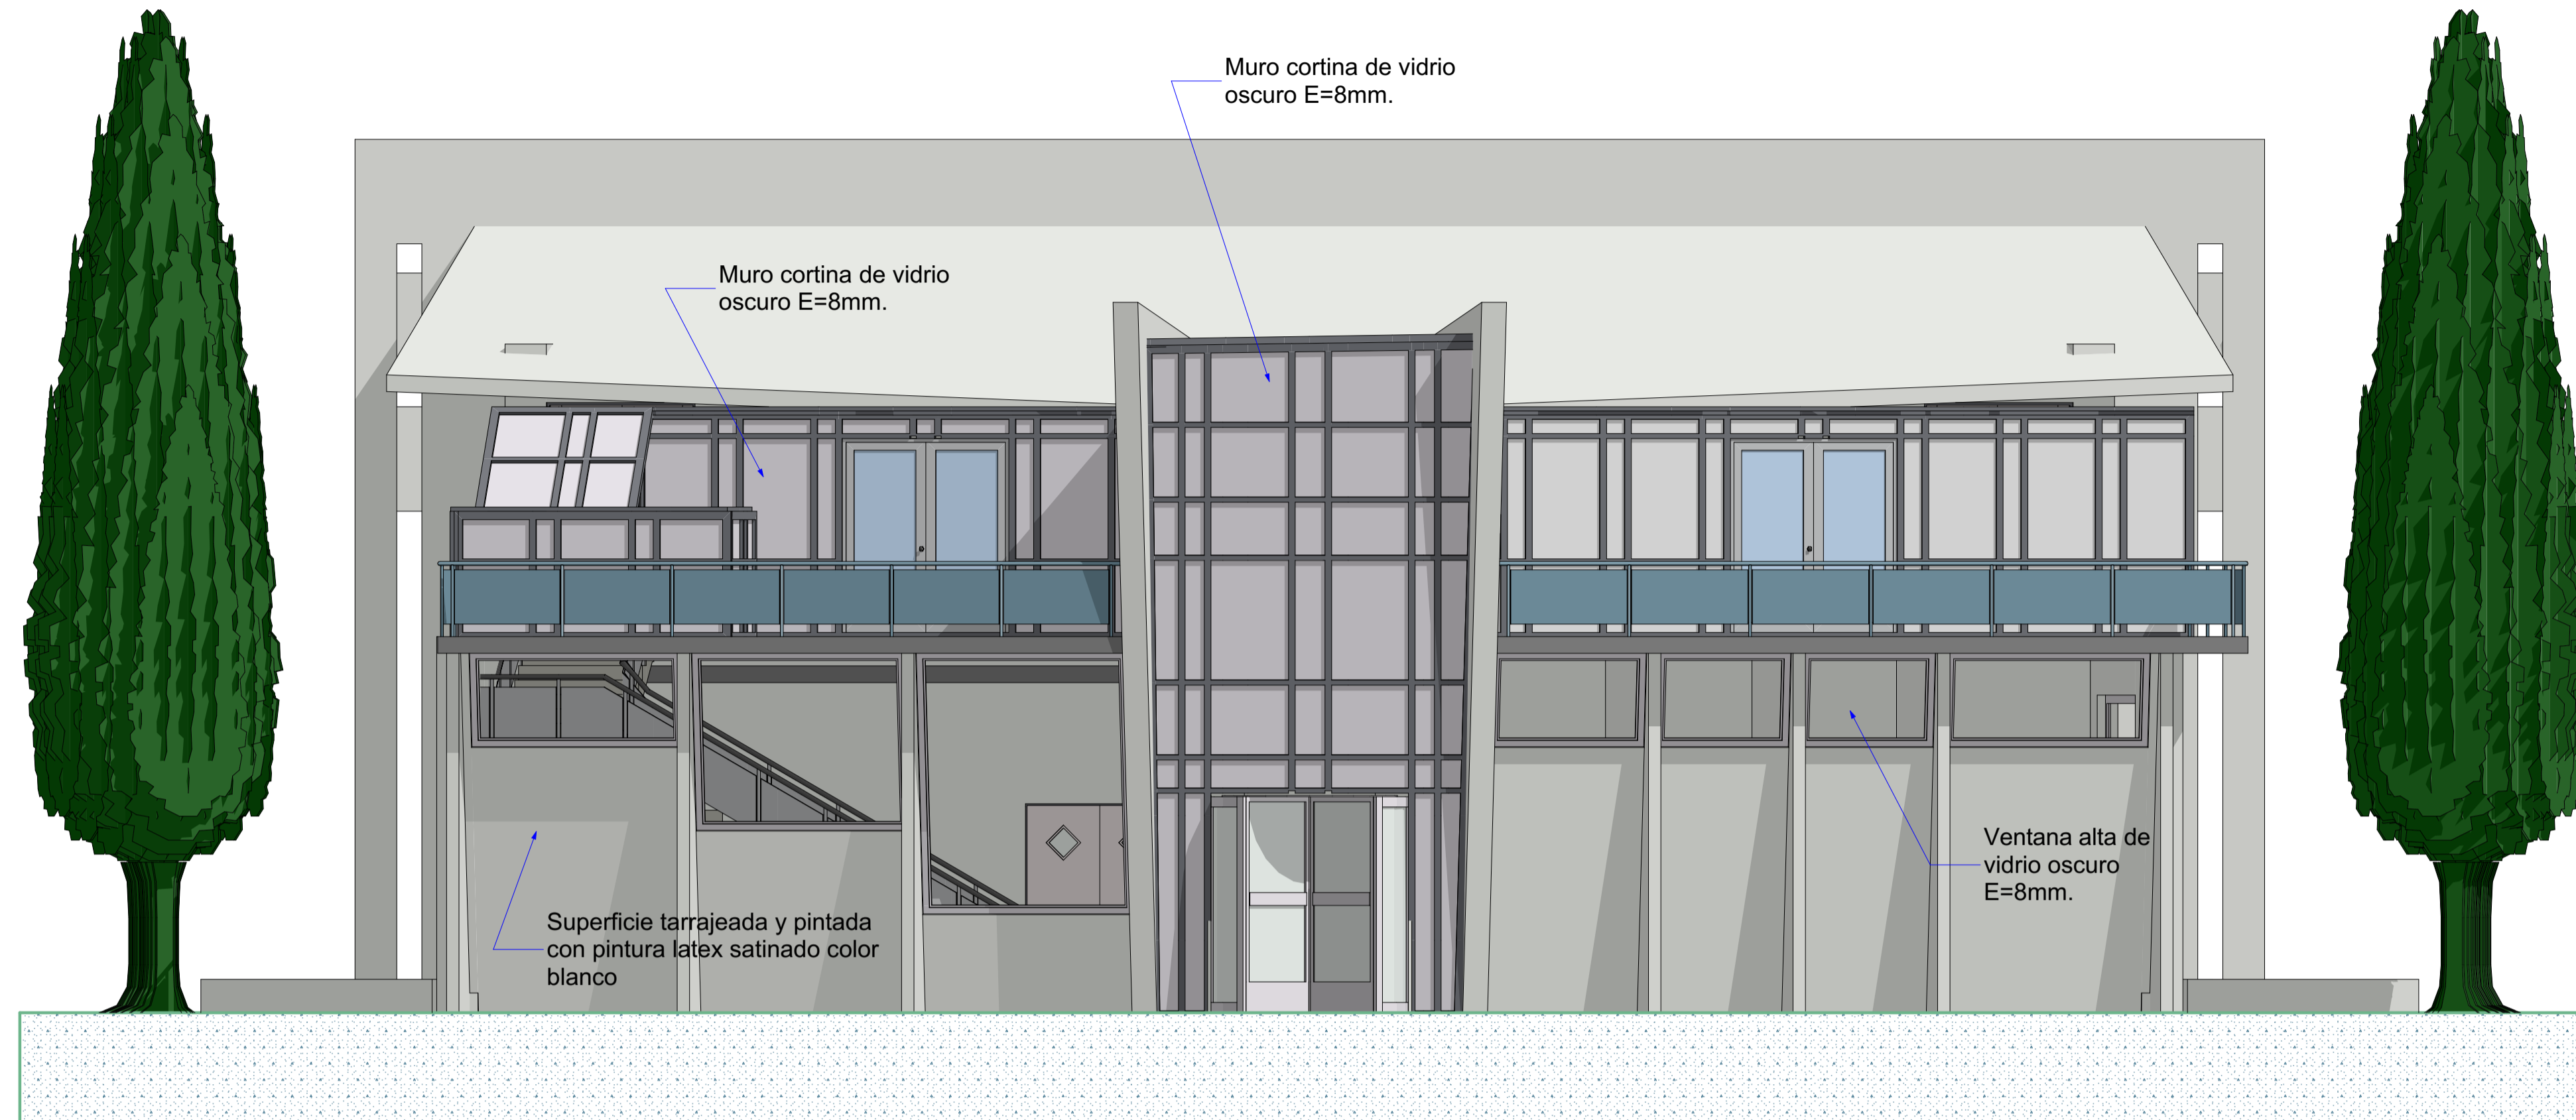 Muro cortina de vidrio
oscuro E=8mm.
Muro cortina de vidrio
oscuro E=8mm.
Ventana alta de
vidrio oscuro
E=8mm.
Superficie tarrajeada y pintada
con pintura latex satinado color
blanco